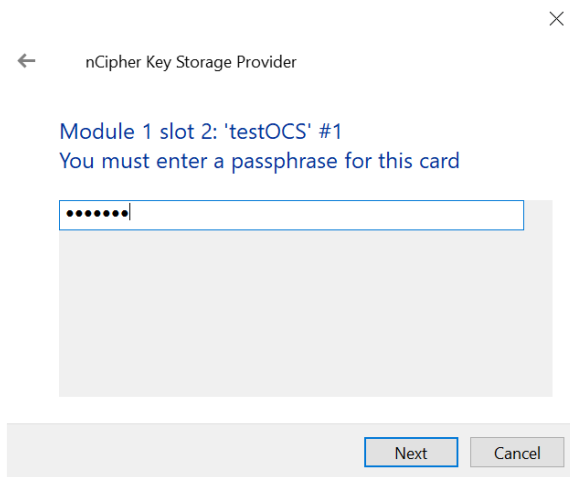 nCipher Key Storage Provider
Module 1 slot 2: 'testOCS' #1
You must enter a passphrase for this card
•••••••
Next
Cancel